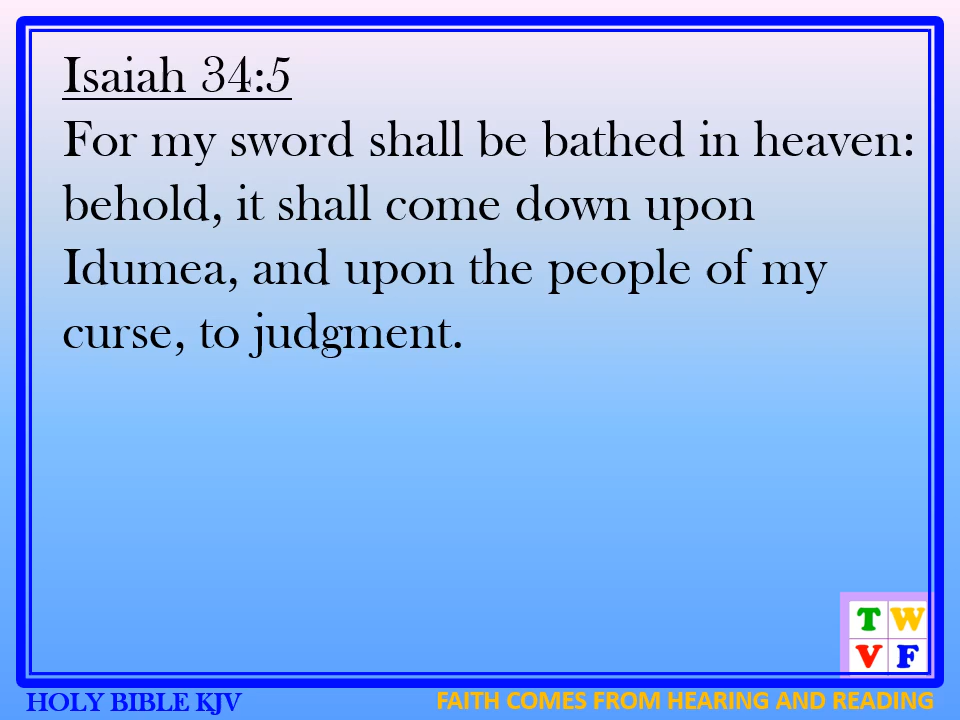 Isaiah 34:5
For my sword shall be bathed in heaven:
behold, it shall come down upon
Idumea, and upon the people of my
curse, to judgment.
T W
V F
HOLY BIBLE KJV
FAITH COMES FROM HEARING AND READING